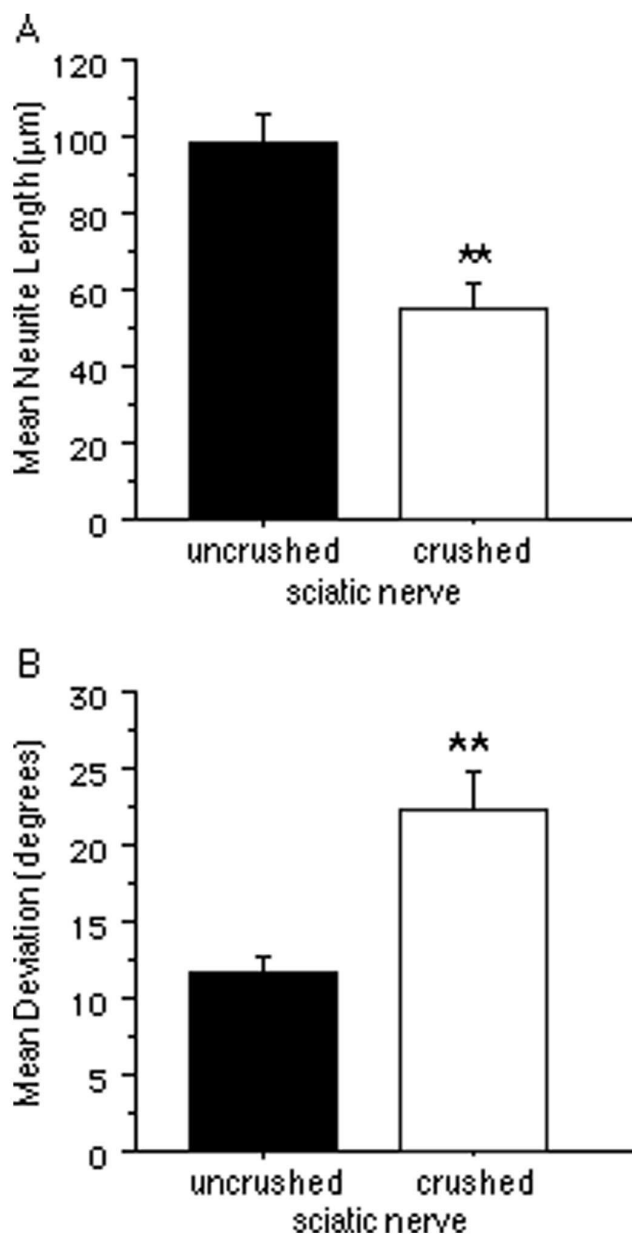 A
Mean Neurite Length (µm)
120
100
80
60
40
20
0
**
uncrushed crushed
sciatic nerve
B
Mean Deviation (degrees)
30
25
20
15
10
5
0
**
uncrushed crushed
sciatic nerve